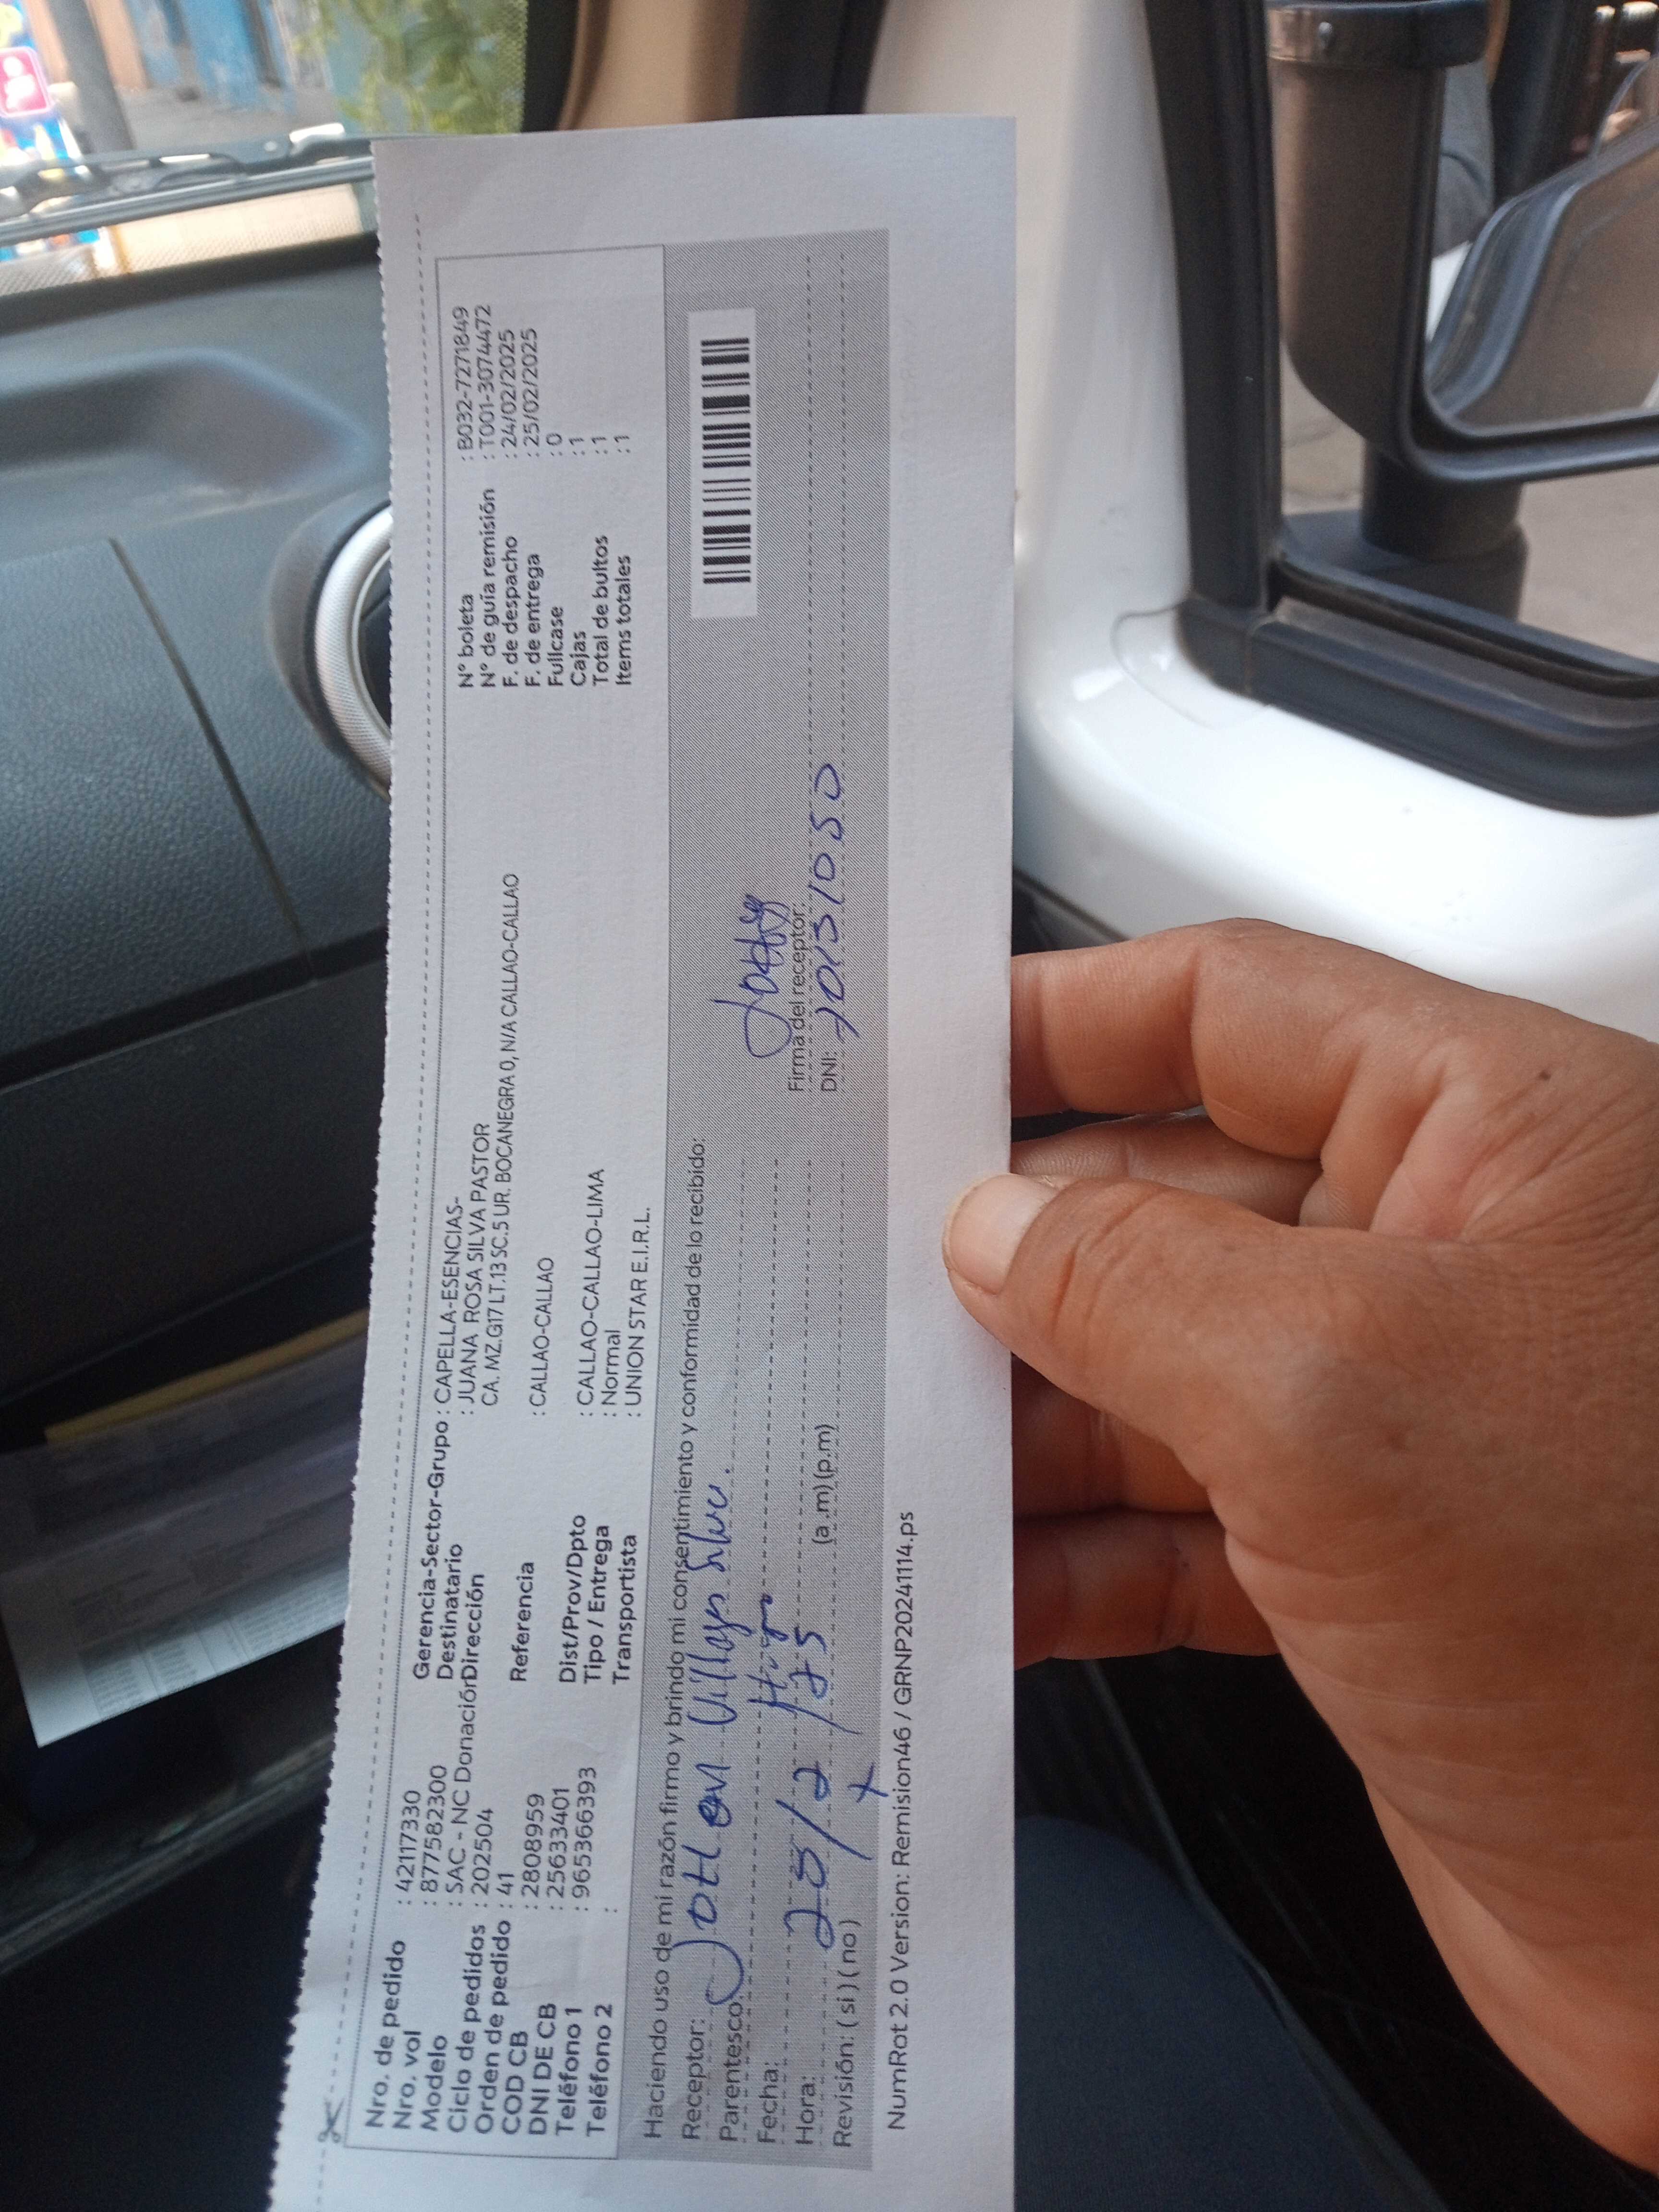 Nro. de pedido : 42117330
Nro. vol : 877582300
Modelo : SAC - NC Donación
Ciclo de pedidos : 202504
Orden de pedido : 41
COD CB : 2808959
DNI DE CB : 25633401
Teléfono 1 : 965366393
Teléfono 2 :
Gerencia-Sector-Grupo : CAPELLA-ESENCIAS-
Destinatario : JUANA ROSA SILVA PASTOR
Dirección CA. MZ.G17 LT.13 SC.5 UR. BOCANEGRA 0, N/A CALLAO-CALLAO
Referencia : CALLAO-CALLAO
Dist/Prov/Dpto : CALLAO-CALLAO-LIMA
Tipo / Entrega : Normal
Transportista : UNION STAR E.I.R.L.
N° boleta : B032-7271849
N° de guía remisión : T001-3074472
F. de despacho : 24/02/2025
F. de entrega : 25/02/2025
Fullcase : 0
Cajas : 1
Total de bultos : 1
Items totales : 1
Haciendo uso de mi razón firmo y brindo mi consentimiento y conformidad de lo recibido:
Receptor:
Parentesco:
Fecha:
Hora: (a.m) (p.m)
Revisión: ( si ) ( no )
Firma del receptor:
DNI:
NumRot 2.0 Version: Remision46 / GRNP20241114.ps